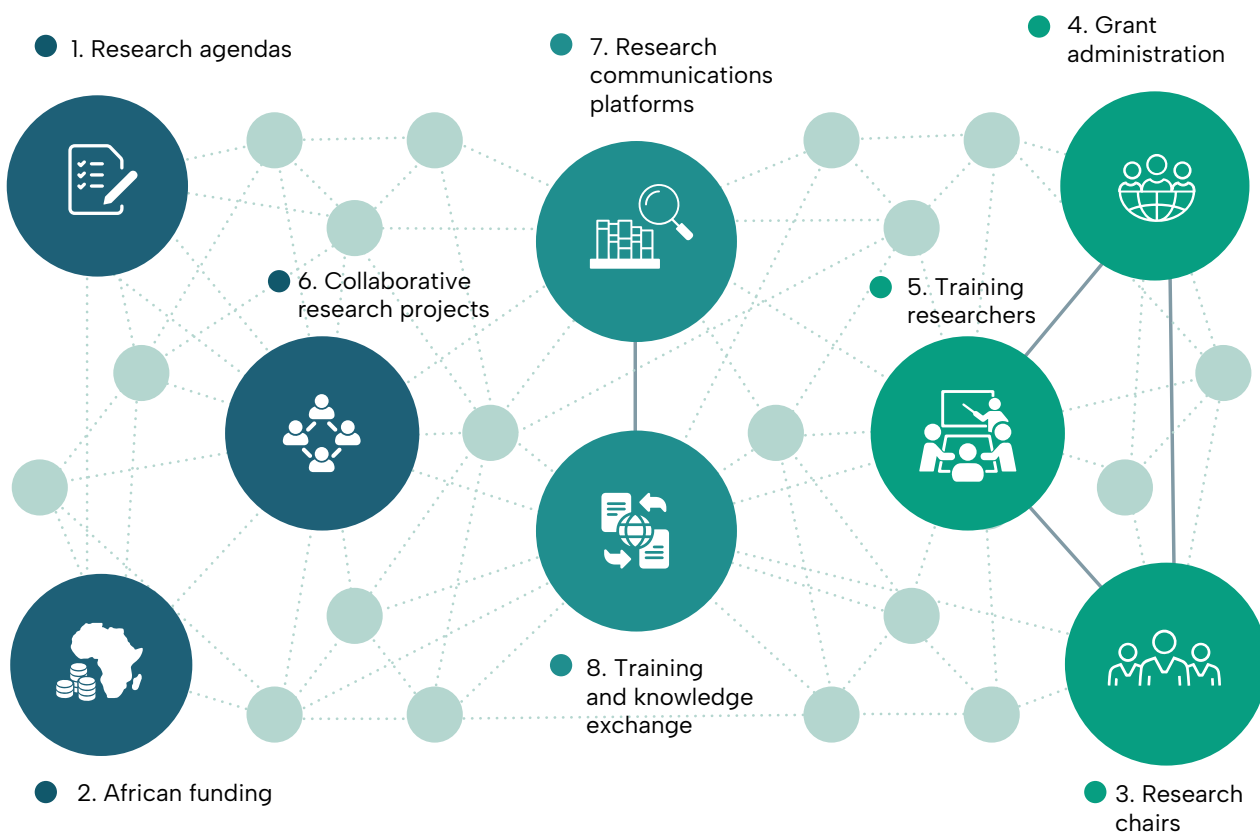 1. Research agendas
7. Research
communications
platforms
4. Grant
administration
6. Collaborative
research projects
5. Training
researchers
8. Training
and knowledge
exchange
2. African funding
3. Research
chairs